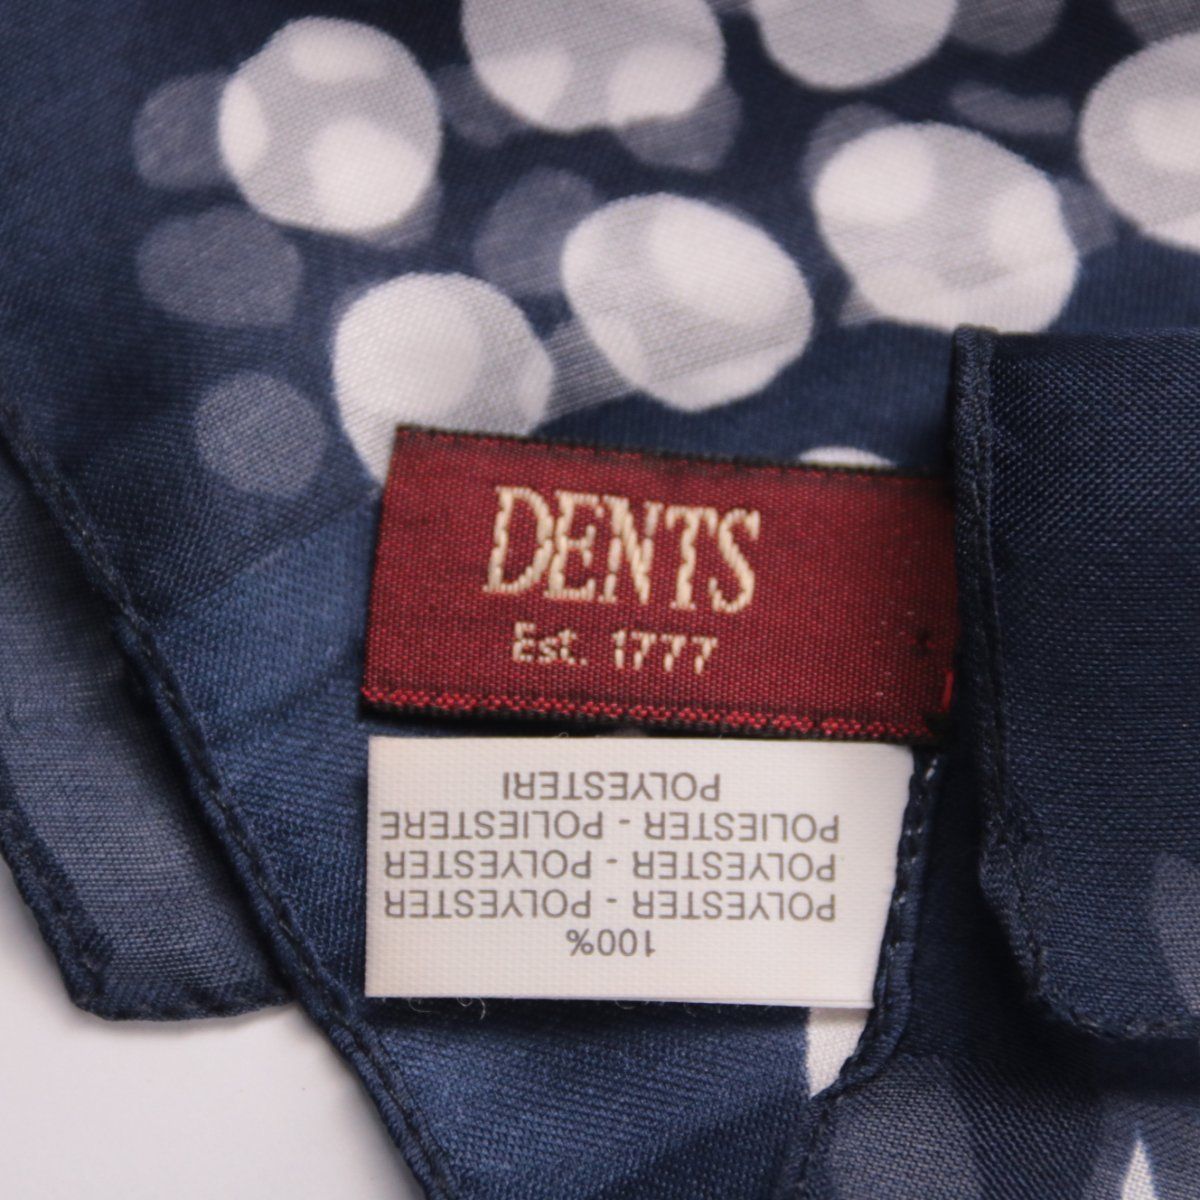 DENTS
Est. 1777
100%
POLYESTER - POLYESTER
POLYESTER - POLYESTER
POLIESTER - POLIESTERE
POLYESTERI